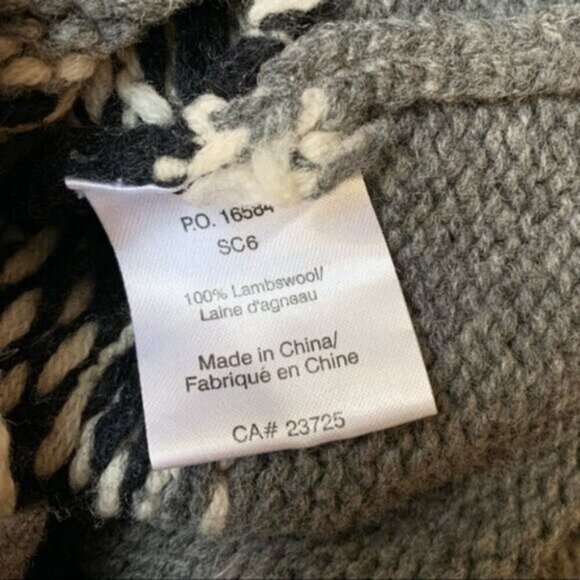 P.O. 16584
SC6
100% Lambswool/
Laine d'agneau
Made in China/
Fabriqué en Chine
CA# 23725